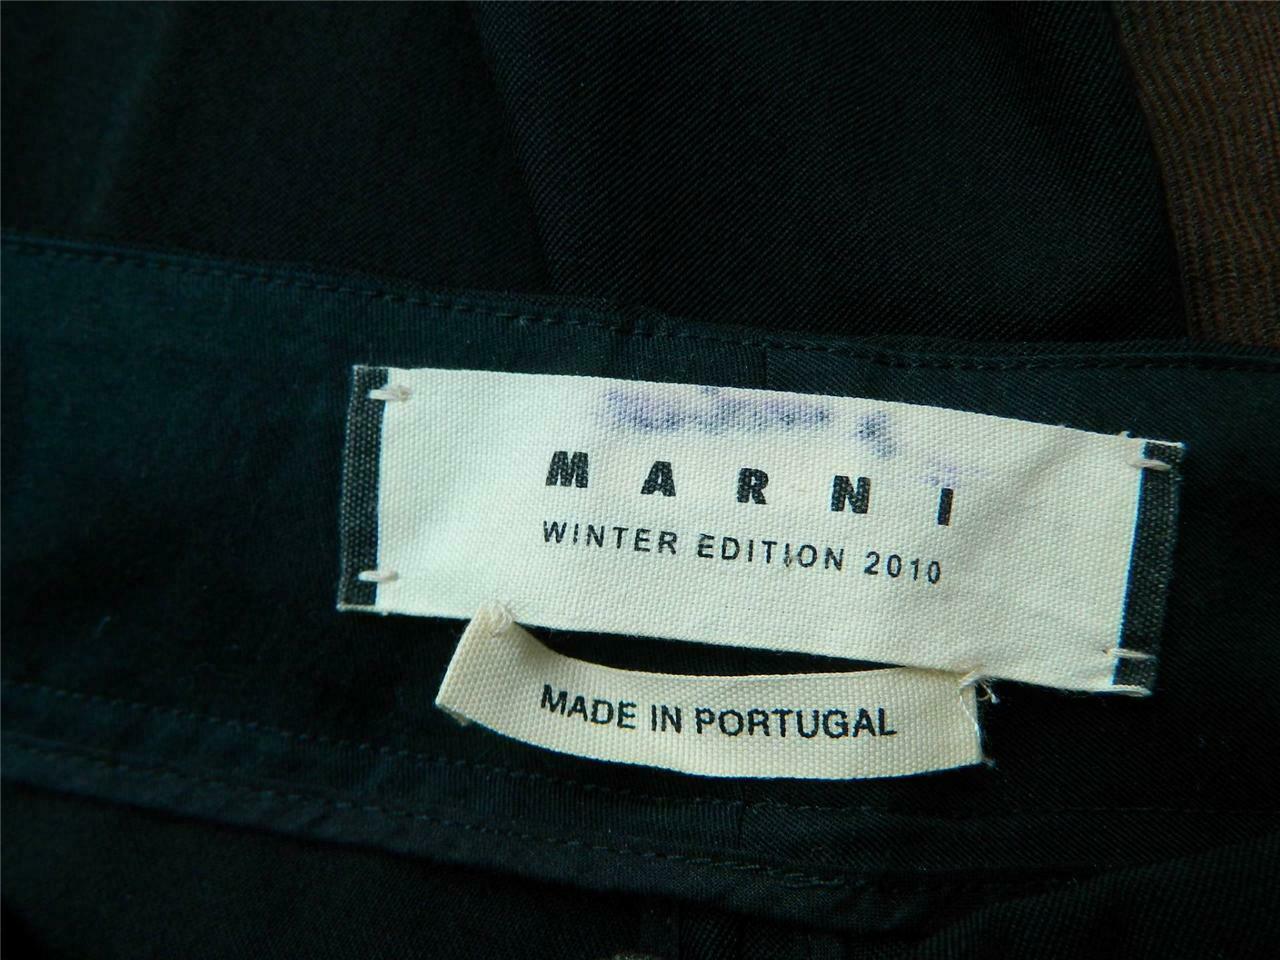 MARNI
WINTER EDITION 2010
MADE IN PORTUGAL